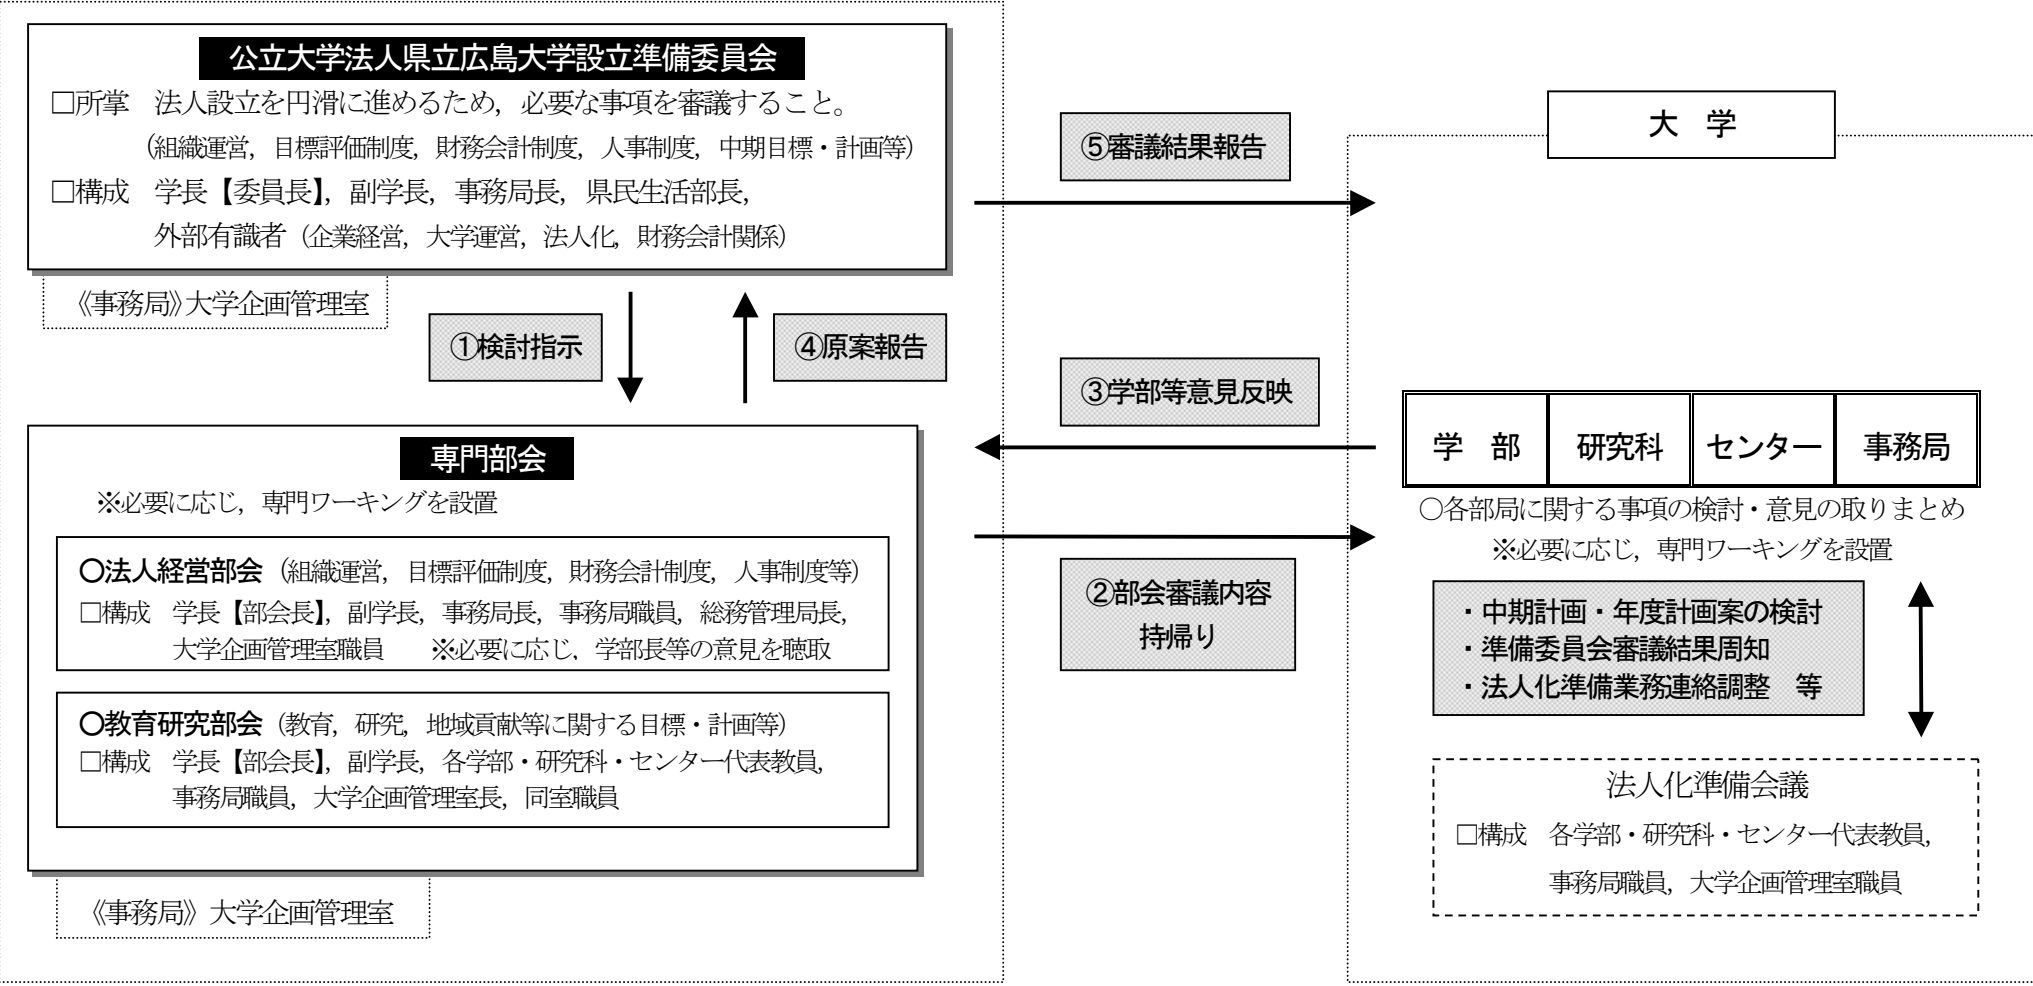 公立大学法人県立広島大学設立準備委員会
□所掌　法人設立を円滑に進めるため，必要な事項を審議すること。
（組織運営，目標評価制度，財務会計制度，人事制度，中期目標・計画等）
□構成　学長【委員長】，副学長，事務局長，県民生活部長，
外部有識者（企業経営，大学運営，法人化，財務会計関係）
《事務局》大学企画管理室
①検討指示
④原案報告
専門部会
※必要に応じ，専門ワーキングを設置
○法人経営部会（組織運営，目標評価制度，財務会計制度，人事制度等）
□構成　学長【部会長】，副学長，事務局長，事務局職員，総務管理局長，
大学企画管理室職員　※必要に応じ，学部長等の意見を聴取
○教育研究部会（教育，研究，地域貢献等に関する目標・計画等）
□構成　学長【部会長】，副学長，各学部・研究科・センター代表教員，
事務局職員，大学企画管理室長，同室職員
《事務局》大学企画管理室
⑤審議結果報告
③学部等意見反映
②部会審議内容
持帰り
大　学
学　部　研究科　センター　事務局
○各部局に関する事項の検討・意見の取りまとめ
※必要に応じ，専門ワーキングを設置
・中期計画・年度計画案の検討
・準備委員会審議結果周知
・法人化準備業務連絡調整　等
法人化準備会議
□構成　各学部・研究科・センター代表教員，
事務局職員，大学企画管理室職員